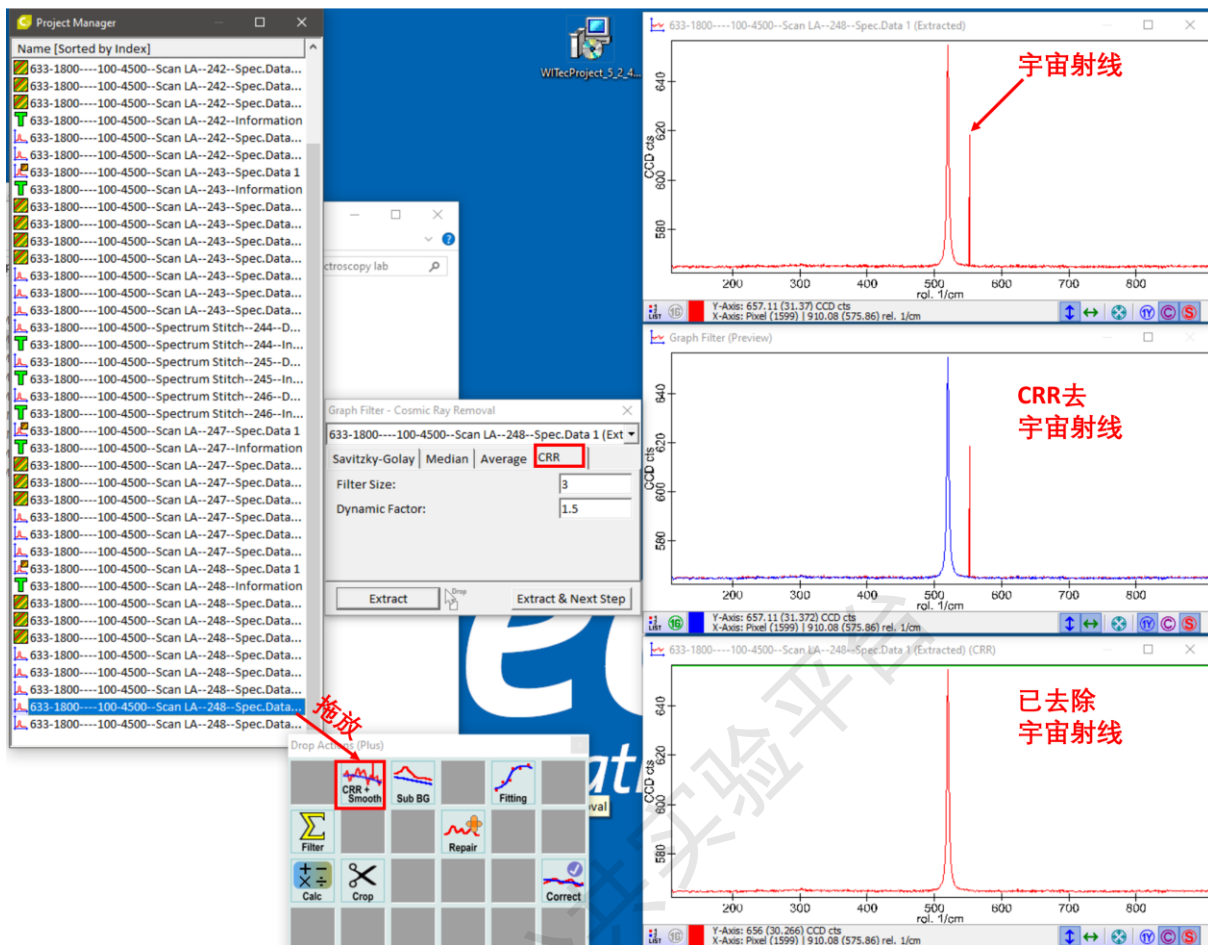 Project Manager
Name [Sorted by Index]
633-1800----100-4500--Scan LA--242--Spec.Data...
633-1800----100-4500--Scan LA--242--Spec.Data...
633-1800----100-4500--Scan LA--242--Spec.Data...
633-1800----100-4500--Scan LA--242--Information
633-1800----100-4500--Scan LA--242--Spec.Data...
633-1800----100-4500--Scan LA--242--Spec.Data...
633-1800----100-4500--Scan LA--243--Spec.Data 1
633-1800----100-4500--Scan LA--243--Information
633-1800----100-4500--Scan LA--243--Spec.Data...
633-1800----100-4500--Scan LA--243--Spec.Data...
633-1800----100-4500--Scan LA--243--Spec.Data...
633-1800----100-4500--Scan LA--243--Spec.Data...
633-1800----100-4500--Scan LA--243--Spec.Data...
633-1800----100-4500--Scan LA--243--Spec.Data...
633-1800----100-4500--Scan LA--243--Spec.Data...
633-1800----100-4500--Spectrum Stitch--244--D...
633-1800----100-4500--Spectrum Stitch--244--In...
633-1800----100-4500--Spectrum Stitch--245--D...
633-1800----100-4500--Spectrum Stitch--245--In...
633-1800----100-4500--Spectrum Stitch--246--D...
633-1800----100-4500--Spectrum Stitch--246--In...
633-1800----100-4500--Scan LA--247--Spec.Data 1
633-1800----100-4500--Scan LA--247--Information
633-1800----100-4500--Scan LA--247--Spec.Data...
633-1800----100-4500--Scan LA--247--Spec.Data...
633-1800----100-4500--Scan LA--247--Spec.Data...
633-1800----100-4500--Scan LA--247--Spec.Data...
633-1800----100-4500--Scan LA--247--Spec.Data...
633-1800----100-4500--Scan LA--247--Spec.Data...
633-1800----100-4500--Scan LA--248--Spec.Data 1
633-1800----100-4500--Scan LA--248--Information
633-1800----100-4500--Scan LA--248--Spec.Data...
633-1800----100-4500--Scan LA--248--Spec.Data...
633-1800----100-4500--Scan LA--248--Spec.Data...
633-1800----100-4500--Scan LA--248--Spec.Data...
633-1800----100-4500--Scan LA--248--Spec.Data...
633-1800----100-4500--Scan LA--248--Spec.Data...
633-1800----100-4500--Scan LA--248--Spec.Data...
拖放
WITecProject_5_2_4...
ctroscopy lab
Graph Filter - Cosmic Ray Removal
633-1800----100-4500--Scan LA--248--Spec.Data 1 (Ext
Savitzky-Golay Median Average CRR
Filter Size: 3
Dynamic Factor: 1.5
Extract Drop Extract & Next Step
Drop Actions (Plus)
CRR +
Smooth Sub BG Fitting
Filter Repair
Calc Crop Correct
633-1800----100-4500--Scan LA--248--Spec.Data 1 (Extracted)
宇宙射线
CCD cts
640
620
600
580
200 300 400 500 600 700 800
rel. 1/cm
LIST 1G Y-Axis: 657.11 (31.37) CCD cts
X-Axis: Pixel (1599) | 910.08 (575.86) rel. 1/cm
1Y C S
Graph Filter (Preview)
CRR去
宇宙射线
CCD cts
640
620
600
580
200 300 400 500 600 700 800
rel. 1/cm
LIST 1G Y-Axis: 657.11 (31.372) CCD cts
X-Axis: Pixel (1599) | 910.08 (575.86) rel. 1/cm
1Y C S
633-1800----100-4500--Scan LA--248--Spec.Data 1 (Extracted) (CRR)
已去除
宇宙射线
CCD cts
640
620
600
580
200 300 400 500 600 700 800
rel. 1/cm
LIST 1G Y-Axis: 656 (30.266) CCD cts
X-Axis: Pixel (1599) | 910.08 (575.86) rel. 1/cm
1Y C S
实验平台